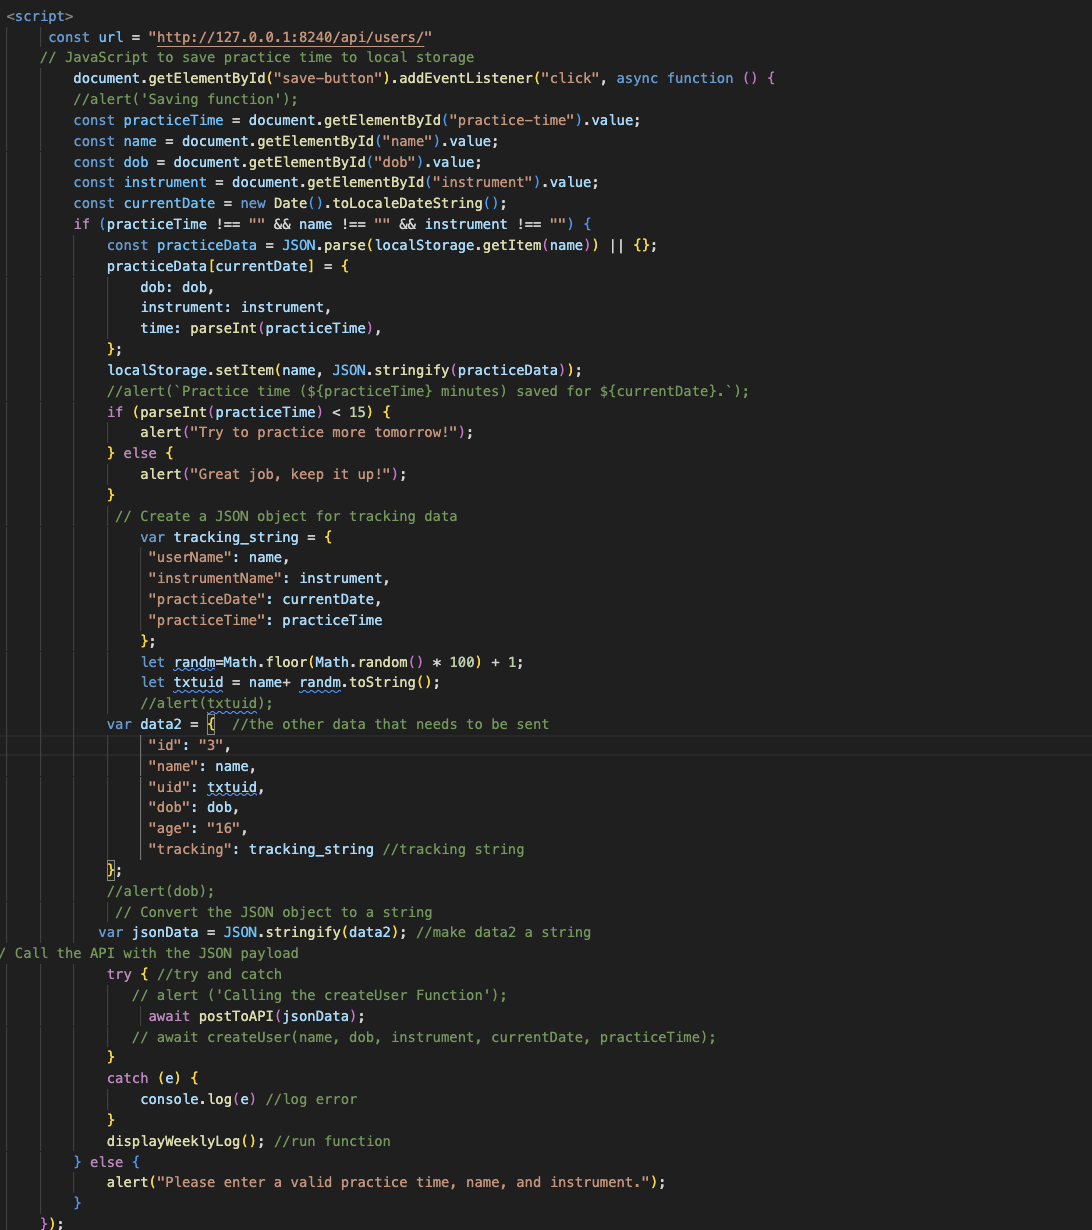 <script>
const url = "http://127.0.0.1:8240/api/users/"
// JavaScript to save practice time to local storage
document.getElementById("save-button").addEventListener("click", async function () {
//alert('Saving function');
const practiceTime = document.getElementById("practice-time").value;
const name = document.getElementById("name").value;
const dob = document.getElementById("dob").value;
const instrument = document.getElementById("instrument").value;
const currentDate = new Date().toLocaleDateString();
if (practiceTime !== "" && name !== "" && instrument !== "") {
const practiceData = JSON.parse(localStorage.getItem(name)) || {};
practiceData[currentDate] = {
dob: dob,
instrument: instrument,
time: parseInt(practiceTime),
};
localStorage.setItem(name, JSON.stringify(practiceData));
//alert(`Practice time (${practiceTime} minutes) saved for ${currentDate}.`);
if (parseInt(practiceTime) < 15) {
alert("Try to practice more tomorrow!");
} else {
alert("Great job, keep it up!");
}
// Create a JSON object for tracking data
var tracking_string = {
"userName": name,
"instrumentName": instrument,
"practiceDate": currentDate,
"practiceTime": practiceTime
};
let randm=Math.floor(Math.random() * 100) + 1;
let txtuid = name+ randm.toString();
//alert(txtuid);
var data2 = { //the other data that needs to be sent
"id": "3",
"name": name,
"uid": txtuid,
"dob": dob,
"age": "16",
"tracking": tracking_string //tracking string
};
//alert(dob);
// Convert the JSON object to a string
var jsonData = JSON.stringify(data2); //make data2 a string
/ Call the API with the JSON payload
try { //try and catch
// alert ('Calling the createUser Function');
await postToAPI(jsonData);
// await createUser(name, dob, instrument, currentDate, practiceTime);
}
catch (e) {
console.log(e) //log error
}
displayWeeklyLog(); //run function
} else {
alert("Please enter a valid practice time, name, and instrument.");
}
});